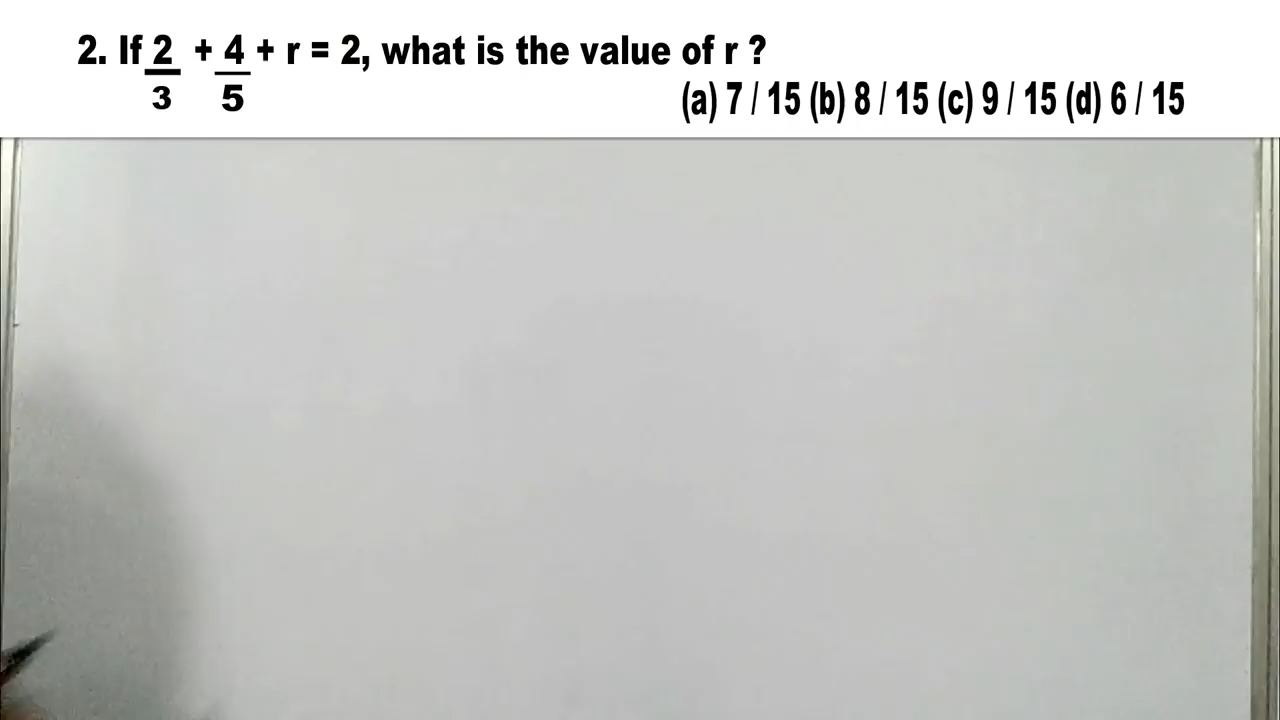 2. If 2 + 4 + r = 2, what is the value of r ?
3 5
(a) 7 / 15 (b) 8 / 15 (c) 9 / 15 (d) 6 / 15